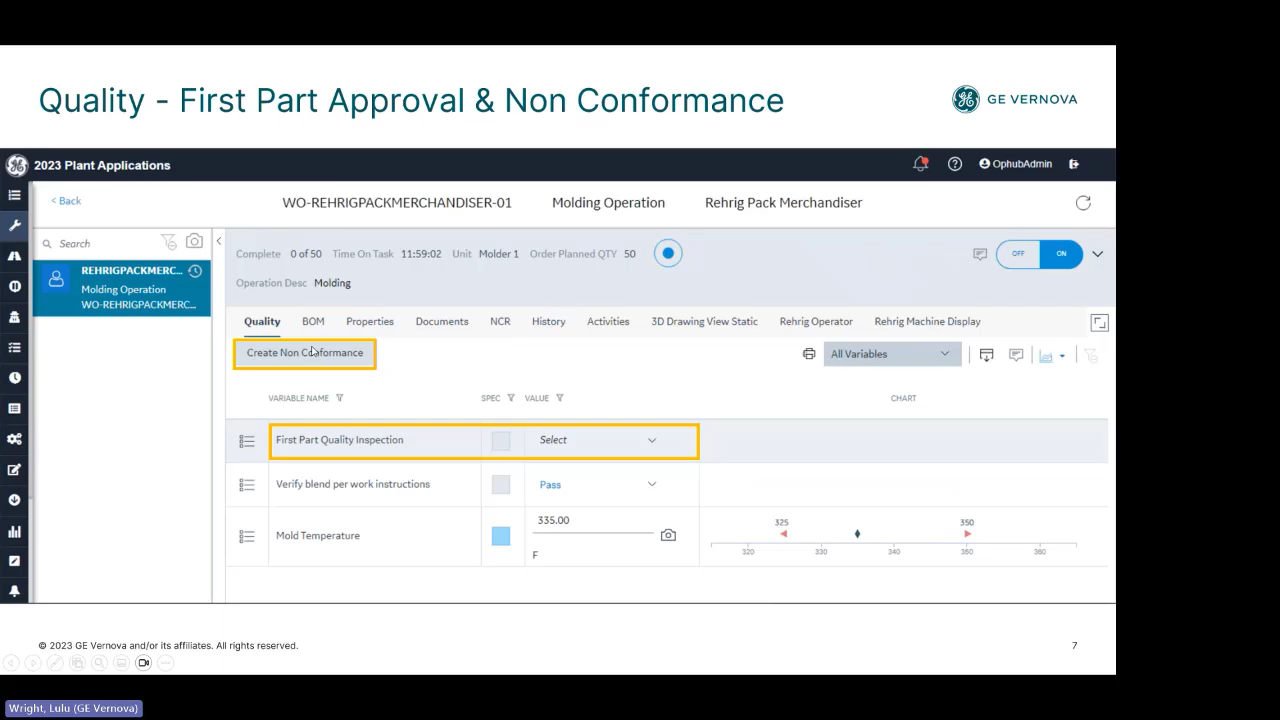 Quality - First Part Approval & Non Conformance
GE VERNOVA
2023 Plant Applications
OphubAdmin
< Back
WO-REHRIGPACKMERCHANDISER-01 Molding Operation Rehrig Pack Merchandiser
Search
REHRIGPACKMERC...
Molding Operation
WO-REHRIGPACKMERC...
Complete 0 of 50 Time On Task 11:59:02 Unit Molder 1 Order Planned QTY 50
OFF ON
Operation Desc Molding
Quality BOM Properties Documents NCR History Activities 3D Drawing View Static Rehrig Operator Rehrig Machine Display
Create Non Conformance
All Variables
VARIABLE NAME SPEC VALUE CHART
First Part Quality Inspection Select
Verify blend per work instructions Pass
Mold Temperature 335.00 F
325 350
320 330 340 350 360
© 2023 GE Vernova and/or its affiliates. All rights reserved.
7
Wright, Lulu (GE Vernova)